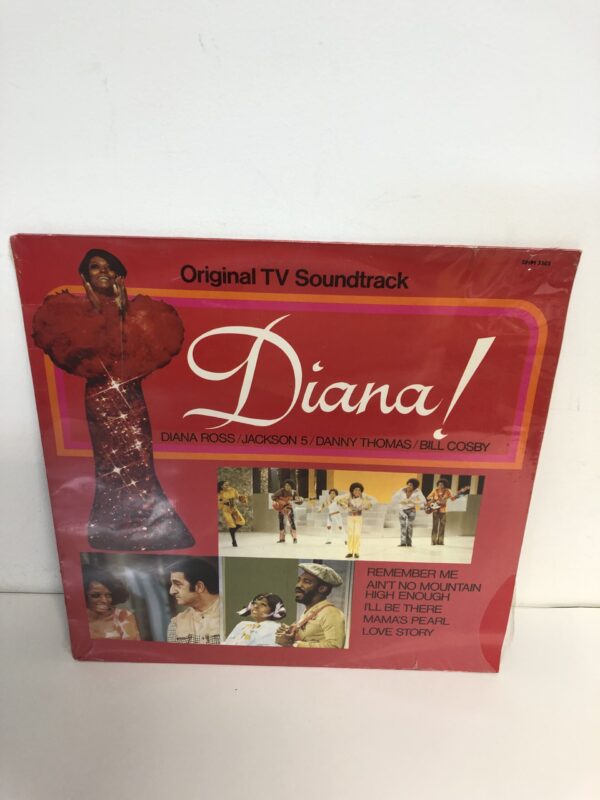 Original TV Soundtrack
Diana!
DIANA ROSS/JACKSON 5/DANNY THOMAS/BILL COSBY
REMEMBER ME
AIN'T NO MOUNTAIN
HIGH ENOUGH
I'LL BE THERE
MAMA'S PEARL
LOVE STORY